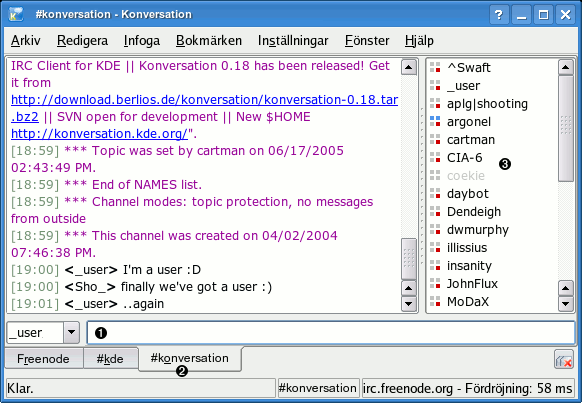 #konversation - Konversation
Arkiv Redigera Infoga Bokmärken Inställningar Fönster Hjälp
IRC Client for KDE || Konversation 0.18 has been released! Get
it from
http://download.berlios.de/konversation/konversation-0.18.tar
.bz2 || SVN open for development || New $HOME
http://konversation.kde.org/".
[18:59] *** Topic was set by cartman on 06/17/2005
02:43:49 PM.
[18:59] *** End of NAMES list.
[18:59] *** Channel modes: topic protection, no messages
from outside
[18:59] *** This channel was created on 04/02/2004
07:46:38 PM.
[19:00] <_user> I'm a user :D
[19:00] <Sho_> finally we've got a user :)
[19:01] <_user> ..again
^Swaft
_user
aplg|shooting
argonel
cartman
CIA-6
coekie
daybot
Dendeigh
dwmurphy
illissius
insanity
JohnFlux
MoDaX
3
_user
1
Freenode #kde #konversation
2
Klar. #konversation irc.freenode.org - Fördröjning: 58 ms